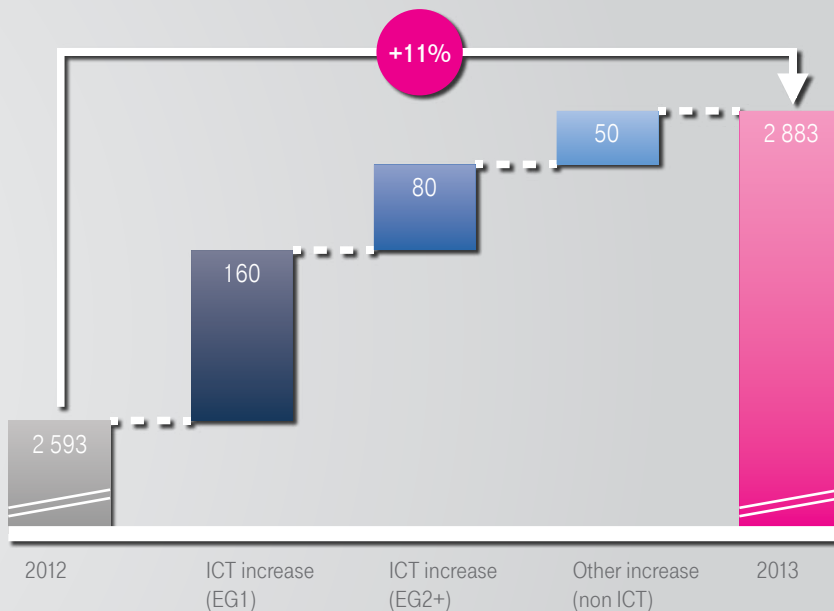 +11%
50
2 883
80
160
2 593
2012
ICT increase
(EG1)
ICT increase
(EG2+)
Other increase
(non ICT)
2013